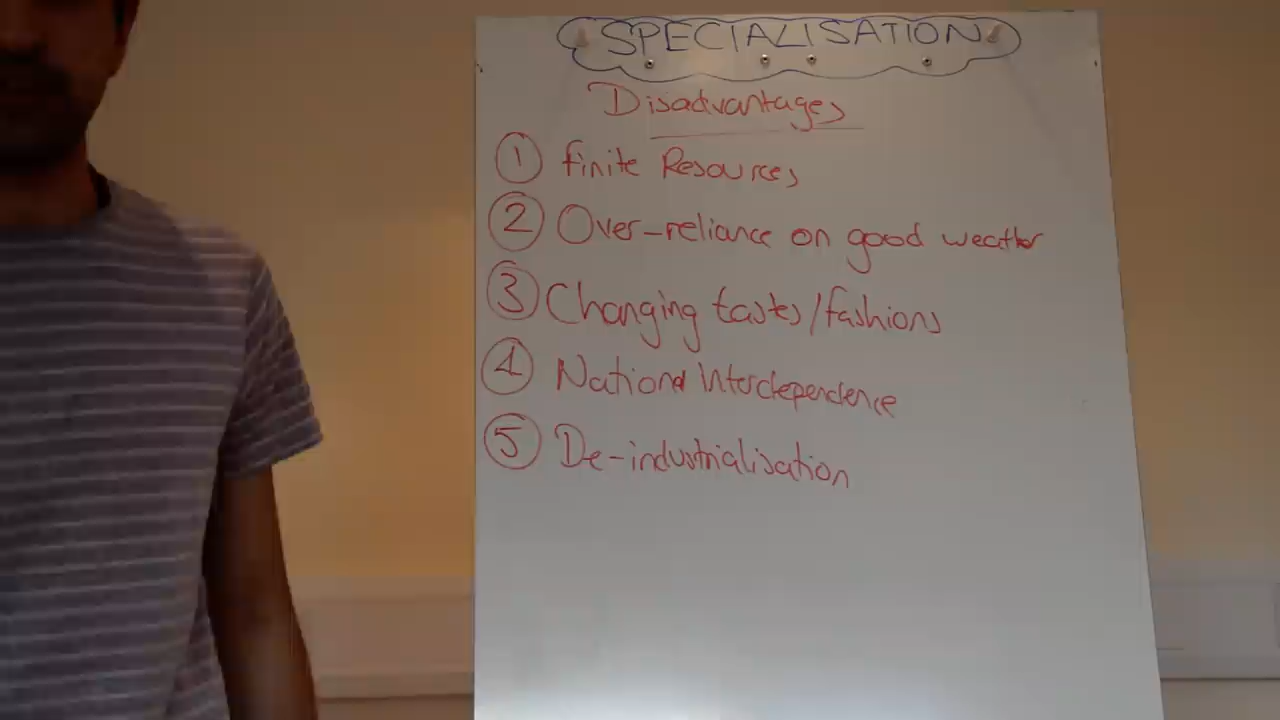 SPECIALISATION
Disadvantages
1 finite Resources
2 Over-reliance on good weather
3 Changing tastes/fashions
4 National Interdependence
5 De-industrialisation